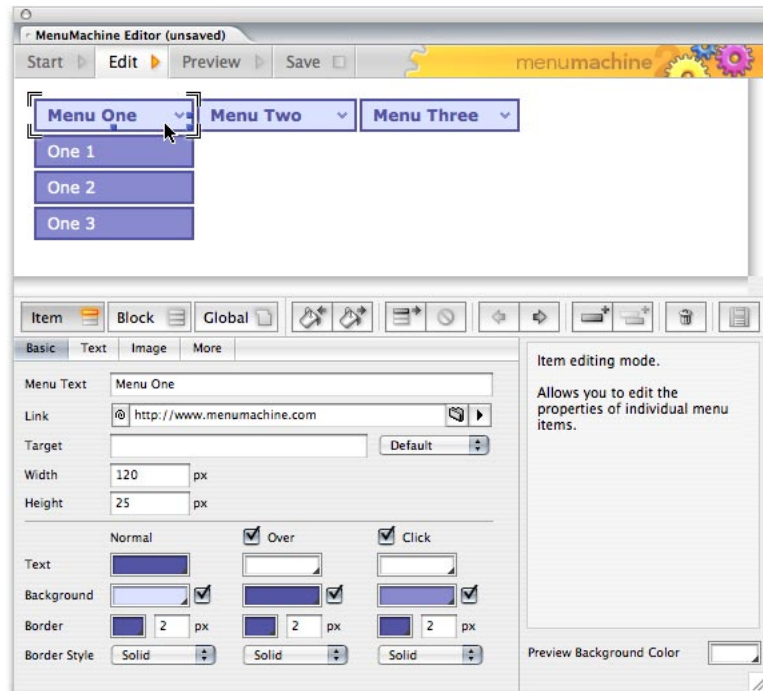 MenuMachine Editor (unsaved)
Start Edit Preview Save menumachine 2
Menu One Menu Two Menu Three
One 1
One 2
One 3
Item Block Global
Basic Text Image More
Item editing mode.
Allows you to edit the
properties of individual menu
items.
Menu Text Menu One
Link @ http://www.menumachine.com
Target Default
Width 120 px
Height 25 px
Normal Over Click
Text
Background
Border 2 px 2 px 2 px
Border Style Solid Solid Solid
Preview Background Color